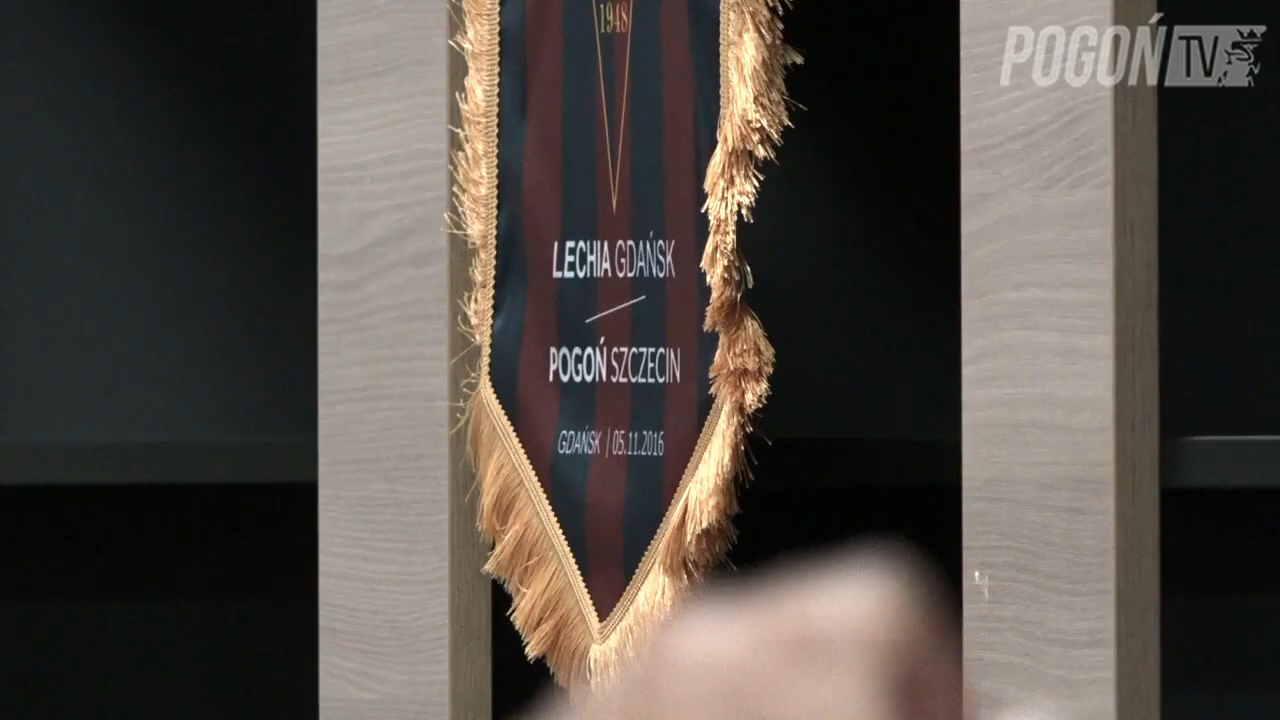 1948
POGOŃ TV
LECHIA GDAŃSK
POGOŃ SZCZECIN
GDAŃSK | 05.11.2016